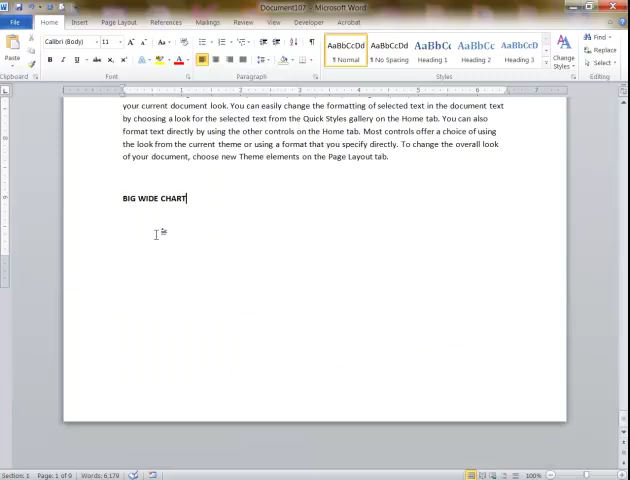 Document107 - Microsoft Word
File Home Insert Page Layout References Mailings Review View Developer Acrobat
Calibri (Body) 11 AaBbCcDd AaBbCcDd AaBbCc AaBbCc AaBbCcD Find
Replace
Paste ¶ Normal ¶ No Spacing Heading 1 Heading 2 Heading 3 Change Styles Select
Clipboard Font Paragraph Styles Editing
your current document look. You can easily change the formatting of selected text in the document text
by choosing a look for the selected text from the Quick Styles gallery on the Home tab. You can also
format text directly by using the other controls on the Home tab. Most controls offer a choice of using
the look from the current theme or using a format that you specify directly. To change the overall look
of your document, choose new Theme elements on the Page Layout tab.
BIG WIDE CHART
Section: 1 Page: 1 of 9 Words: 6,179 100%